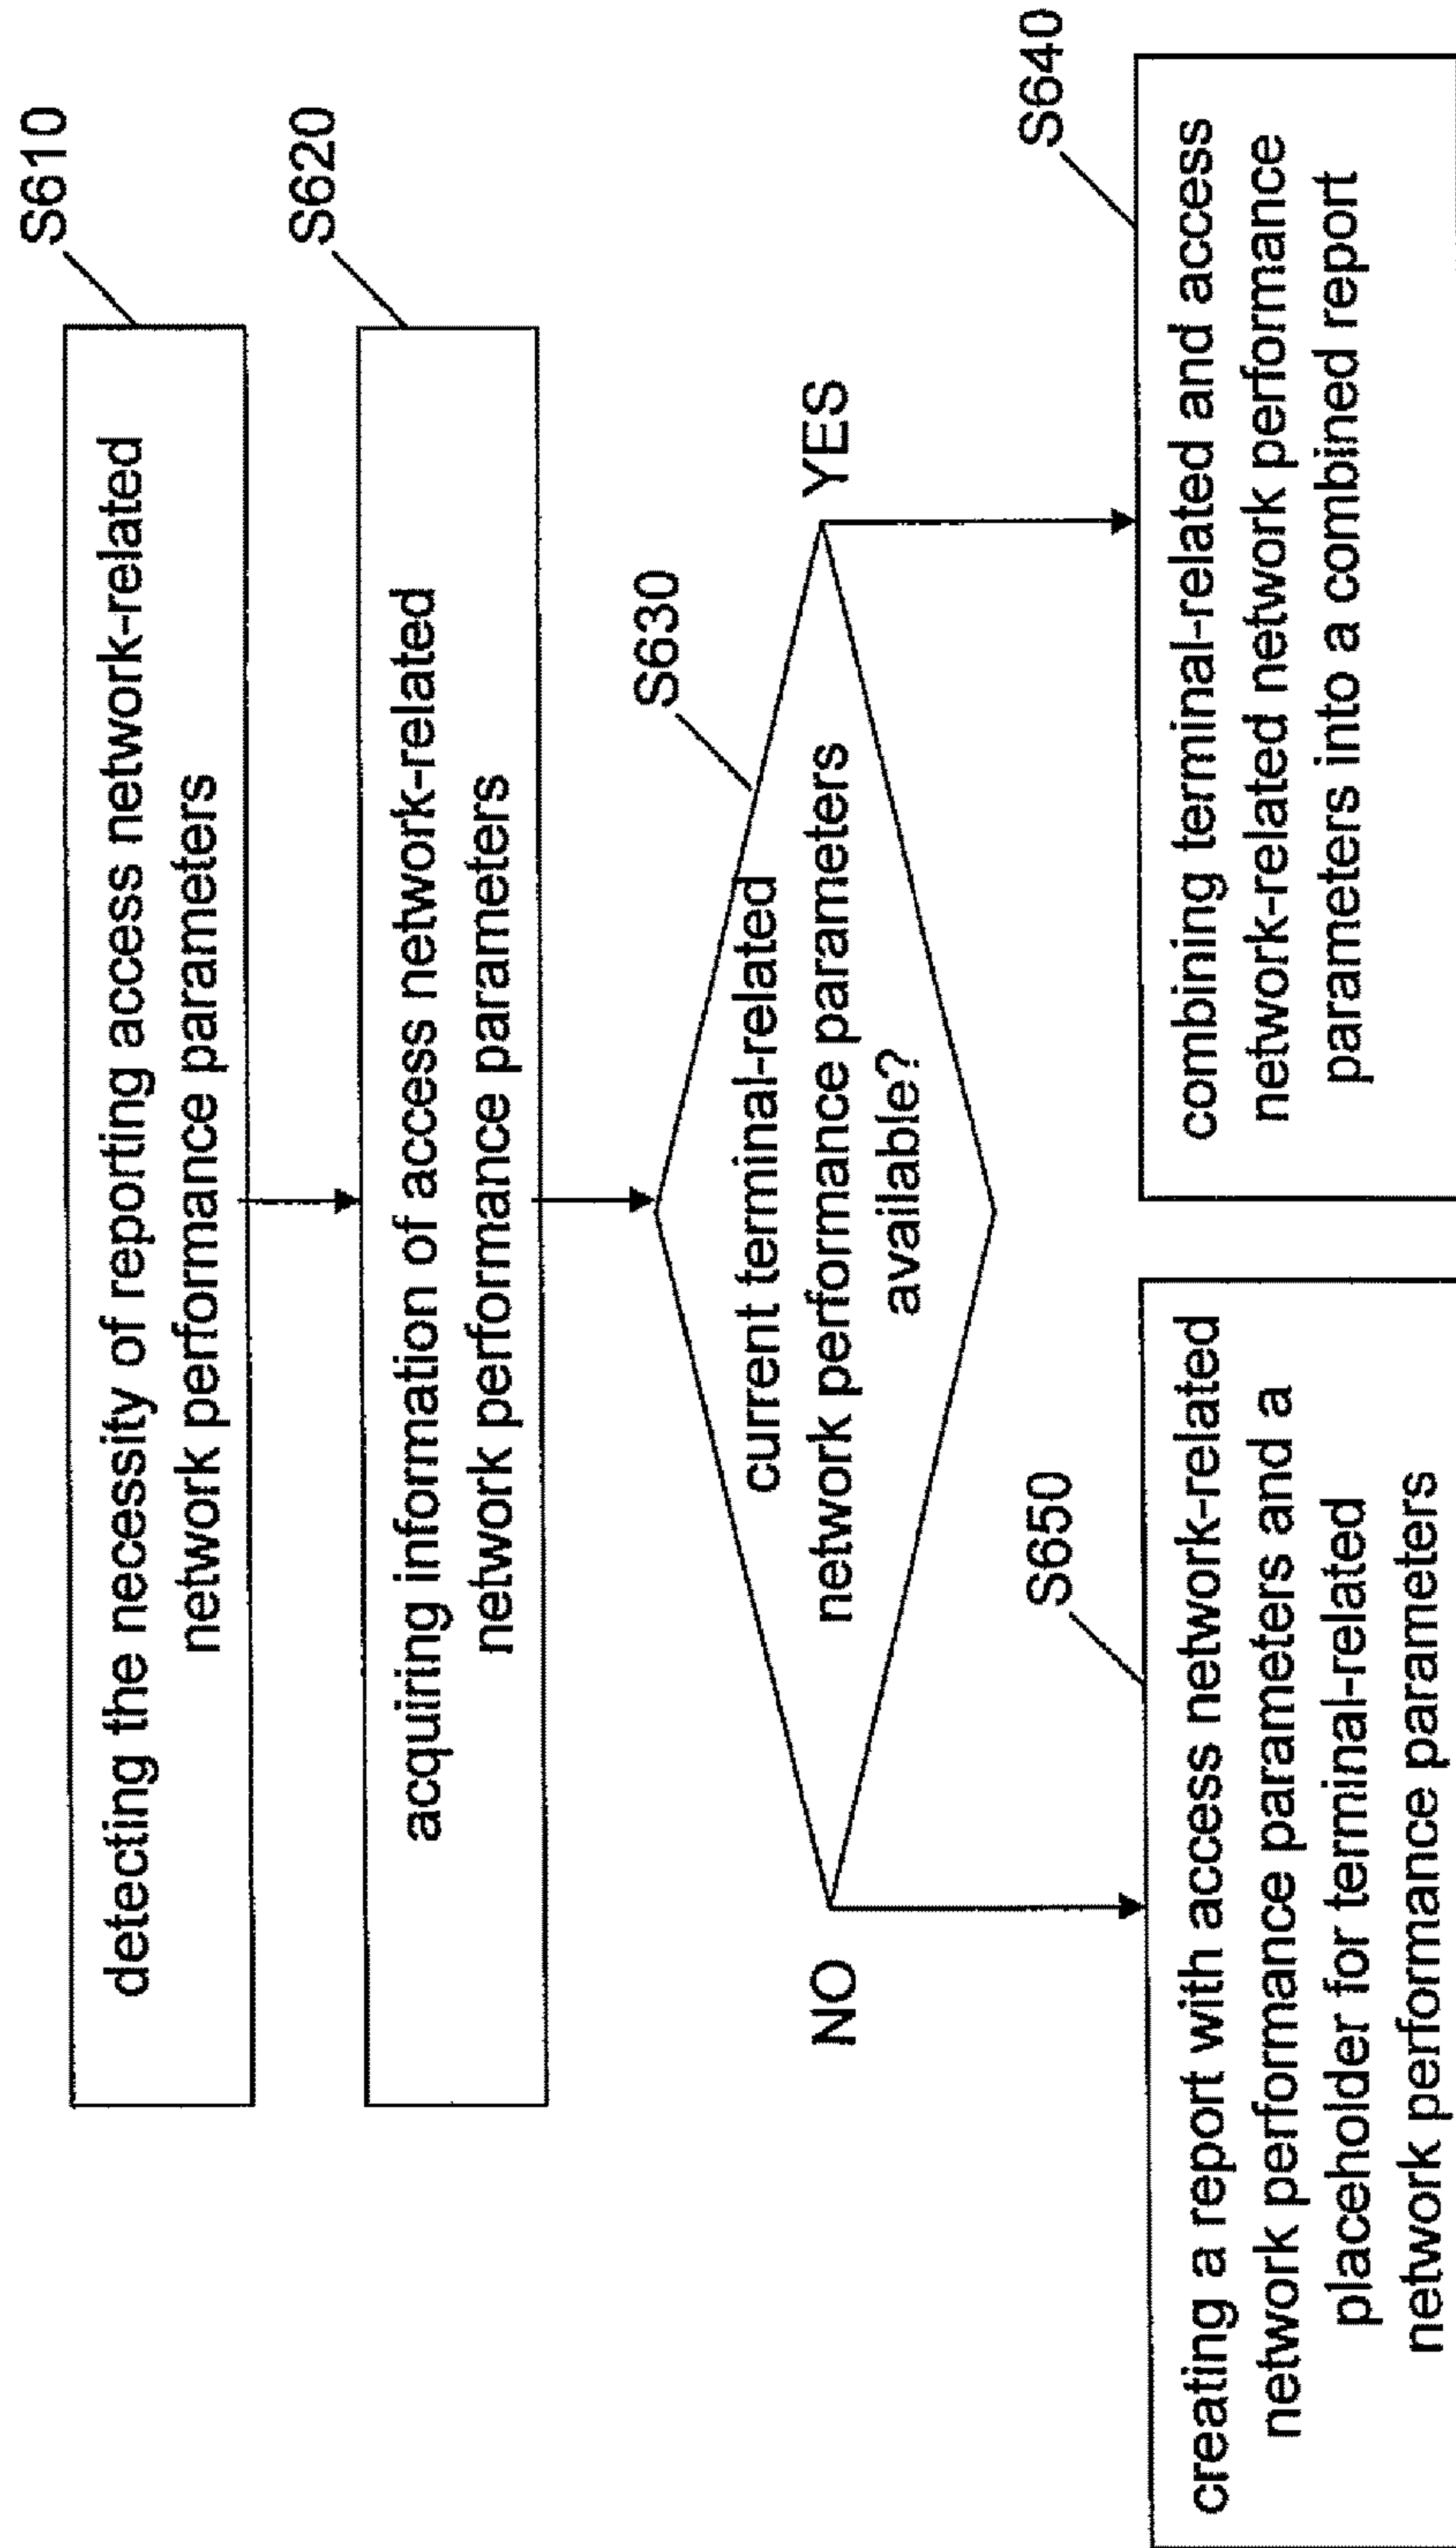 S610
detecting the necessity of reporting access network-related
network performance parameters
S620
acquiring information of access network-related
network performance parameters
S630
current terminal-related
network performance parameters
available?
YES
NO
S640
combining terminal-related and access
network-related network performance
parameters into a combined report
S650
creating a report with access network-related
network performance parameters and a
placeholder for terminal-related
network performance parameters